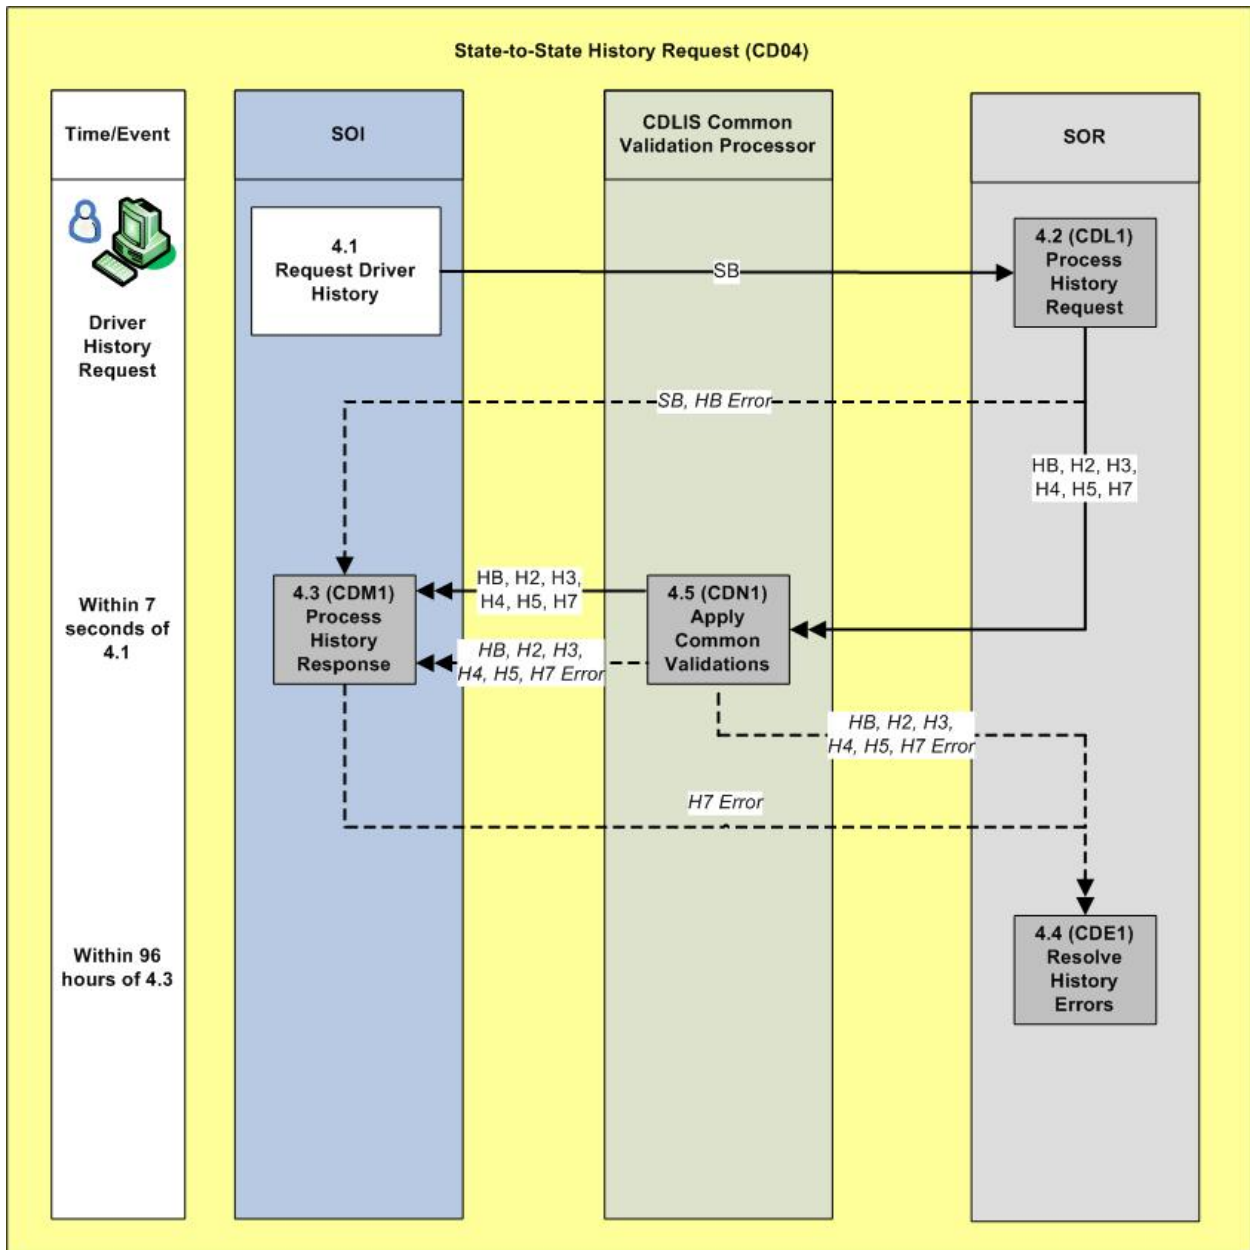 State-to-State History Request (CD04)
Time/Event
SOI
CDLIS Common
Validation Processor
SOR
4.1
Request Driver
History
SB
4.2 (CDL1)
Process
History
Request
Driver
History
Request
SB, HB Error
HB, H2, H3,
H4, H5, H7
Within 7
seconds of
4.1
4.3 (CDM1)
Process
History
Response
HB, H2, H3,
H4, H5, H7
HB, H2, H3,
H4, H5, H7 Error
4.5 (CDN1)
Apply
Common
Validations
HB, H2, H3,
H4, H5, H7 Error
H7 Error
Within 96
hours of 4.3
4.4 (CDE1)
Resolve
History
Errors